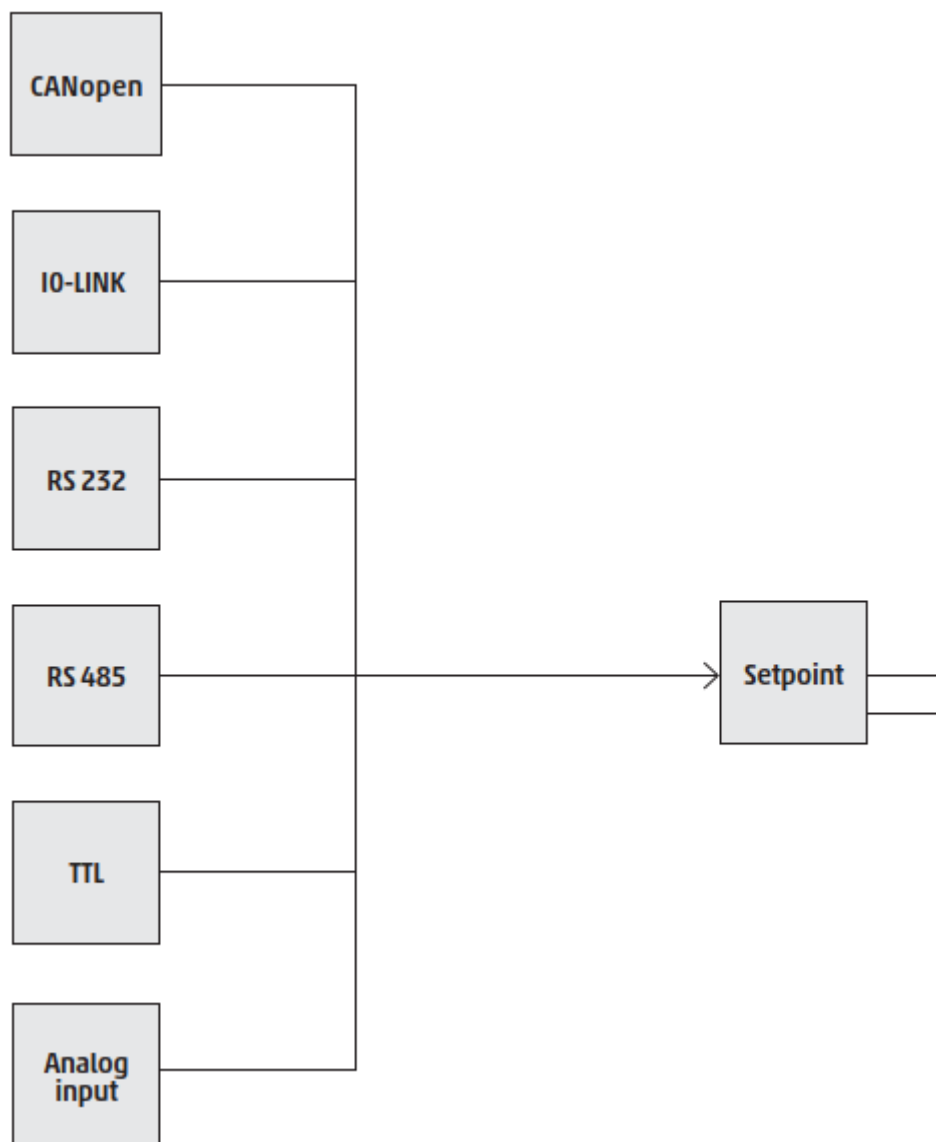 CANopen
IO-LINK
RS 232
RS 485
Setpoint
TTL
Analog
input